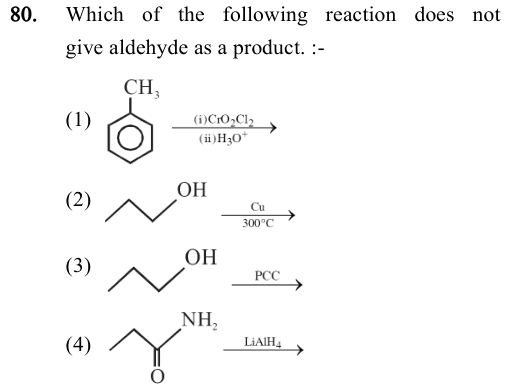 80. Which of the following reaction does not
give aldehyde as a product. :-
CH₃
(1) (i)CrO₂Cl₂
(ii)H₃O⁺
OH
(2) Cu
300°C
OH
(3) PCC
NH₂
(4) LiAlH₄
O